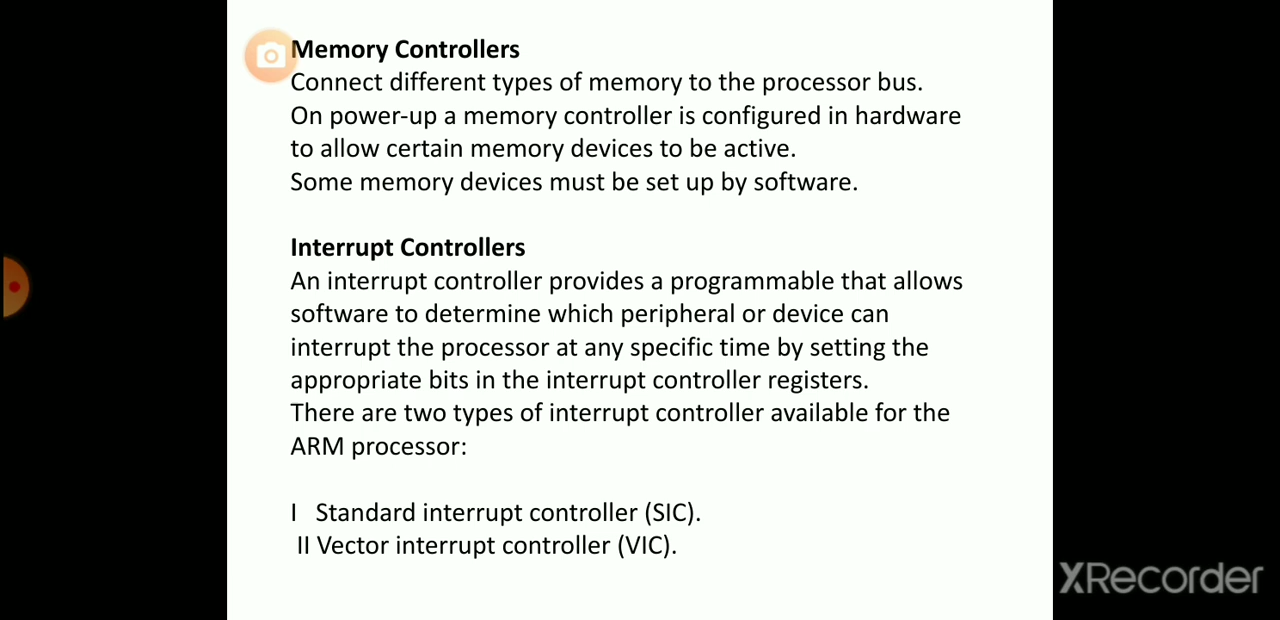 Memory Controllers
Connect different types of memory to the processor bus.
On power-up a memory controller is configured in hardware
to allow certain memory devices to be active.
Some memory devices must be set up by software.
Interrupt Controllers
An interrupt controller provides a programmable that allows
software to determine which peripheral or device can
interrupt the processor at any specific time by setting the
appropriate bits in the interrupt controller registers.
There are two types of interrupt controller available for the
ARM processor:
I Standard interrupt controller (SIC).
II Vector interrupt controller (VIC).
XRecorder